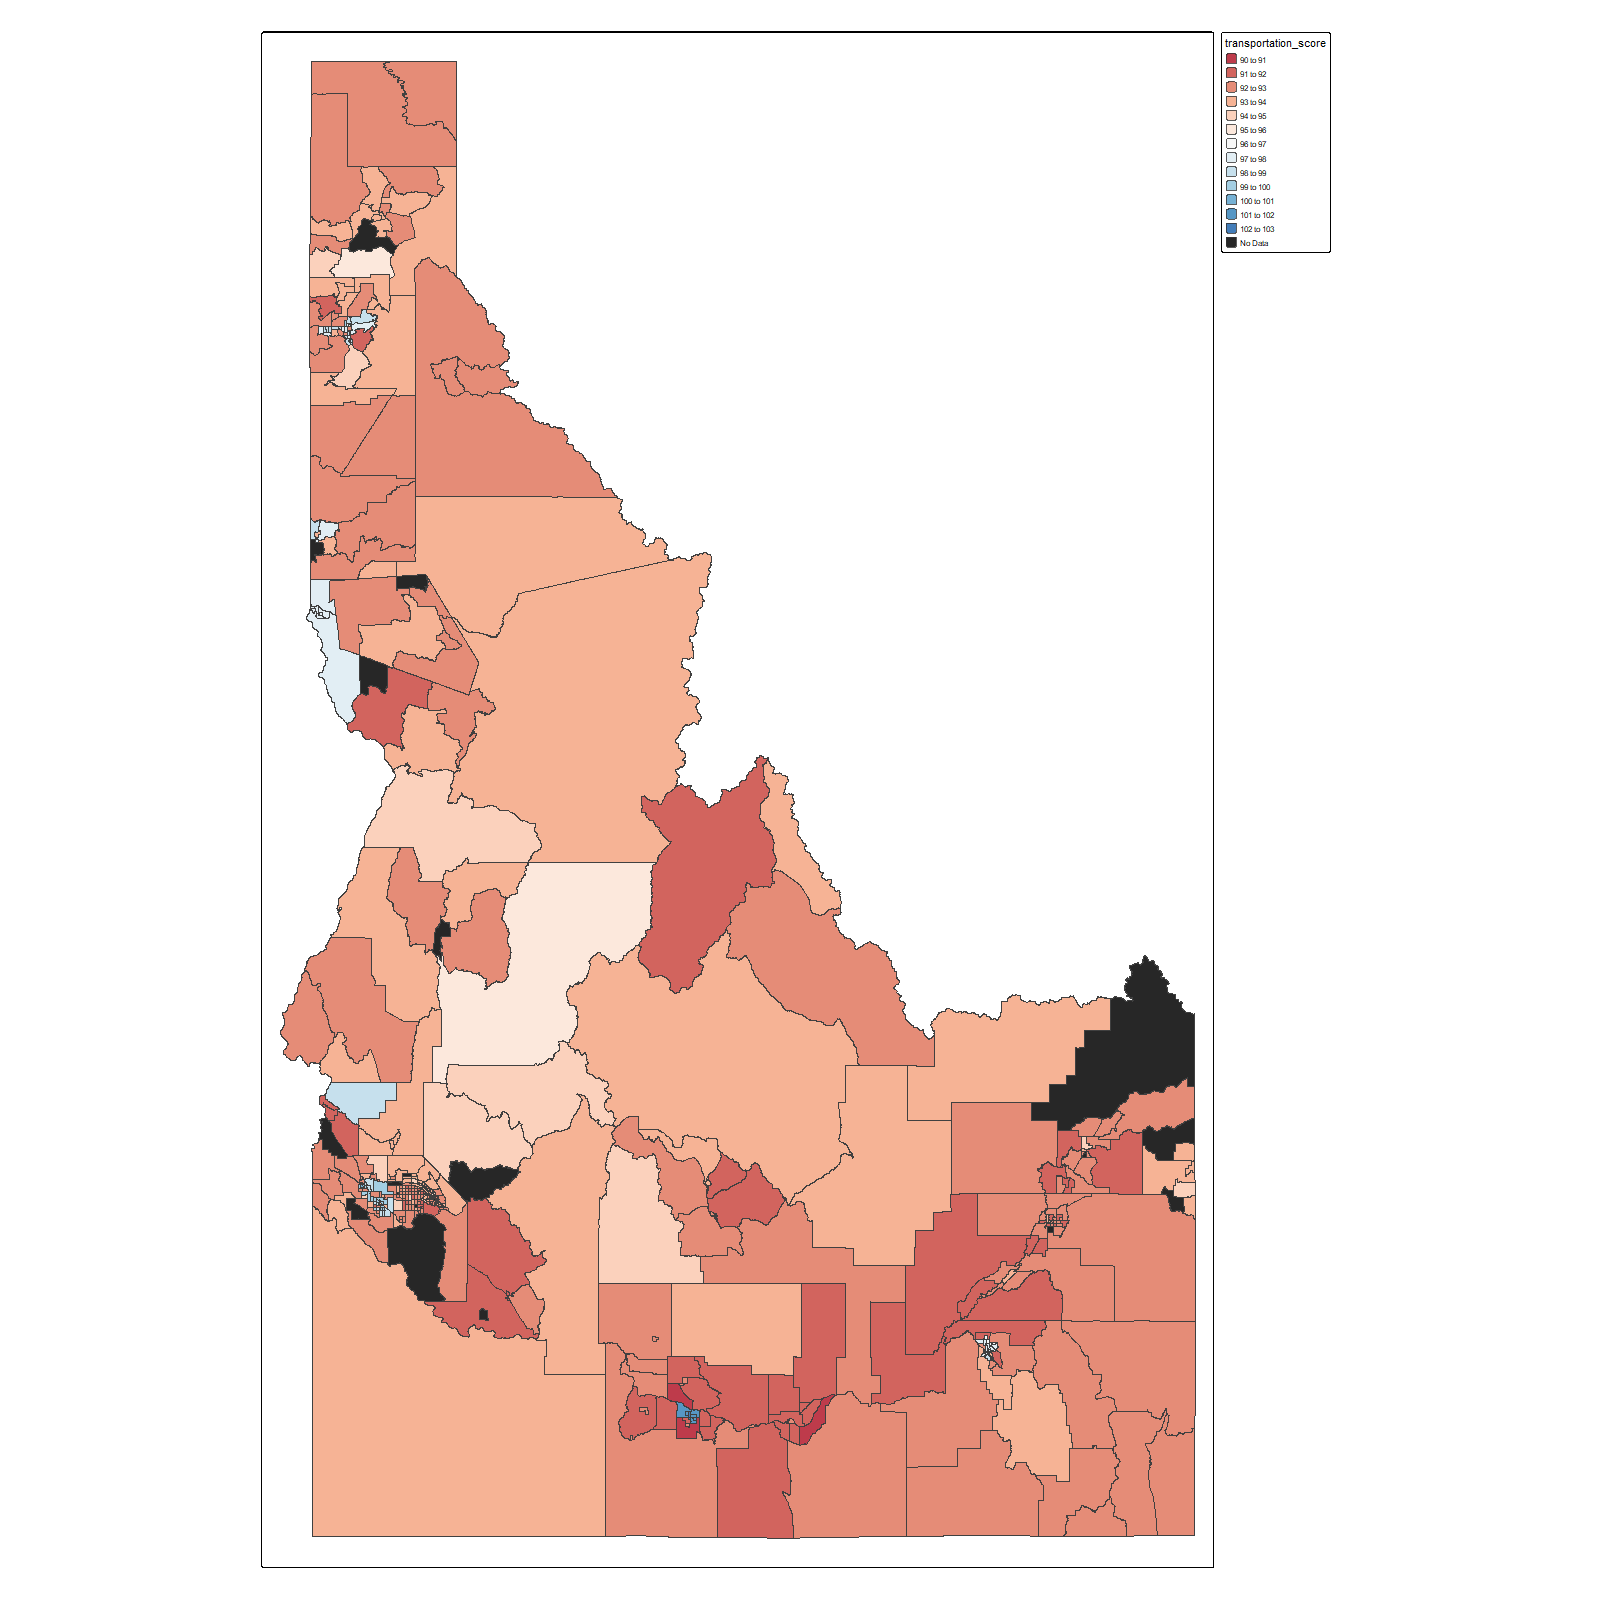 transportation_score
90 to 91
91 to 92
92 to 93
93 to 94
94 to 95
95 to 96
96 to 97
97 to 98
98 to 99
99 to 100
100 to 101
101 to 102
102 to 103
No Data